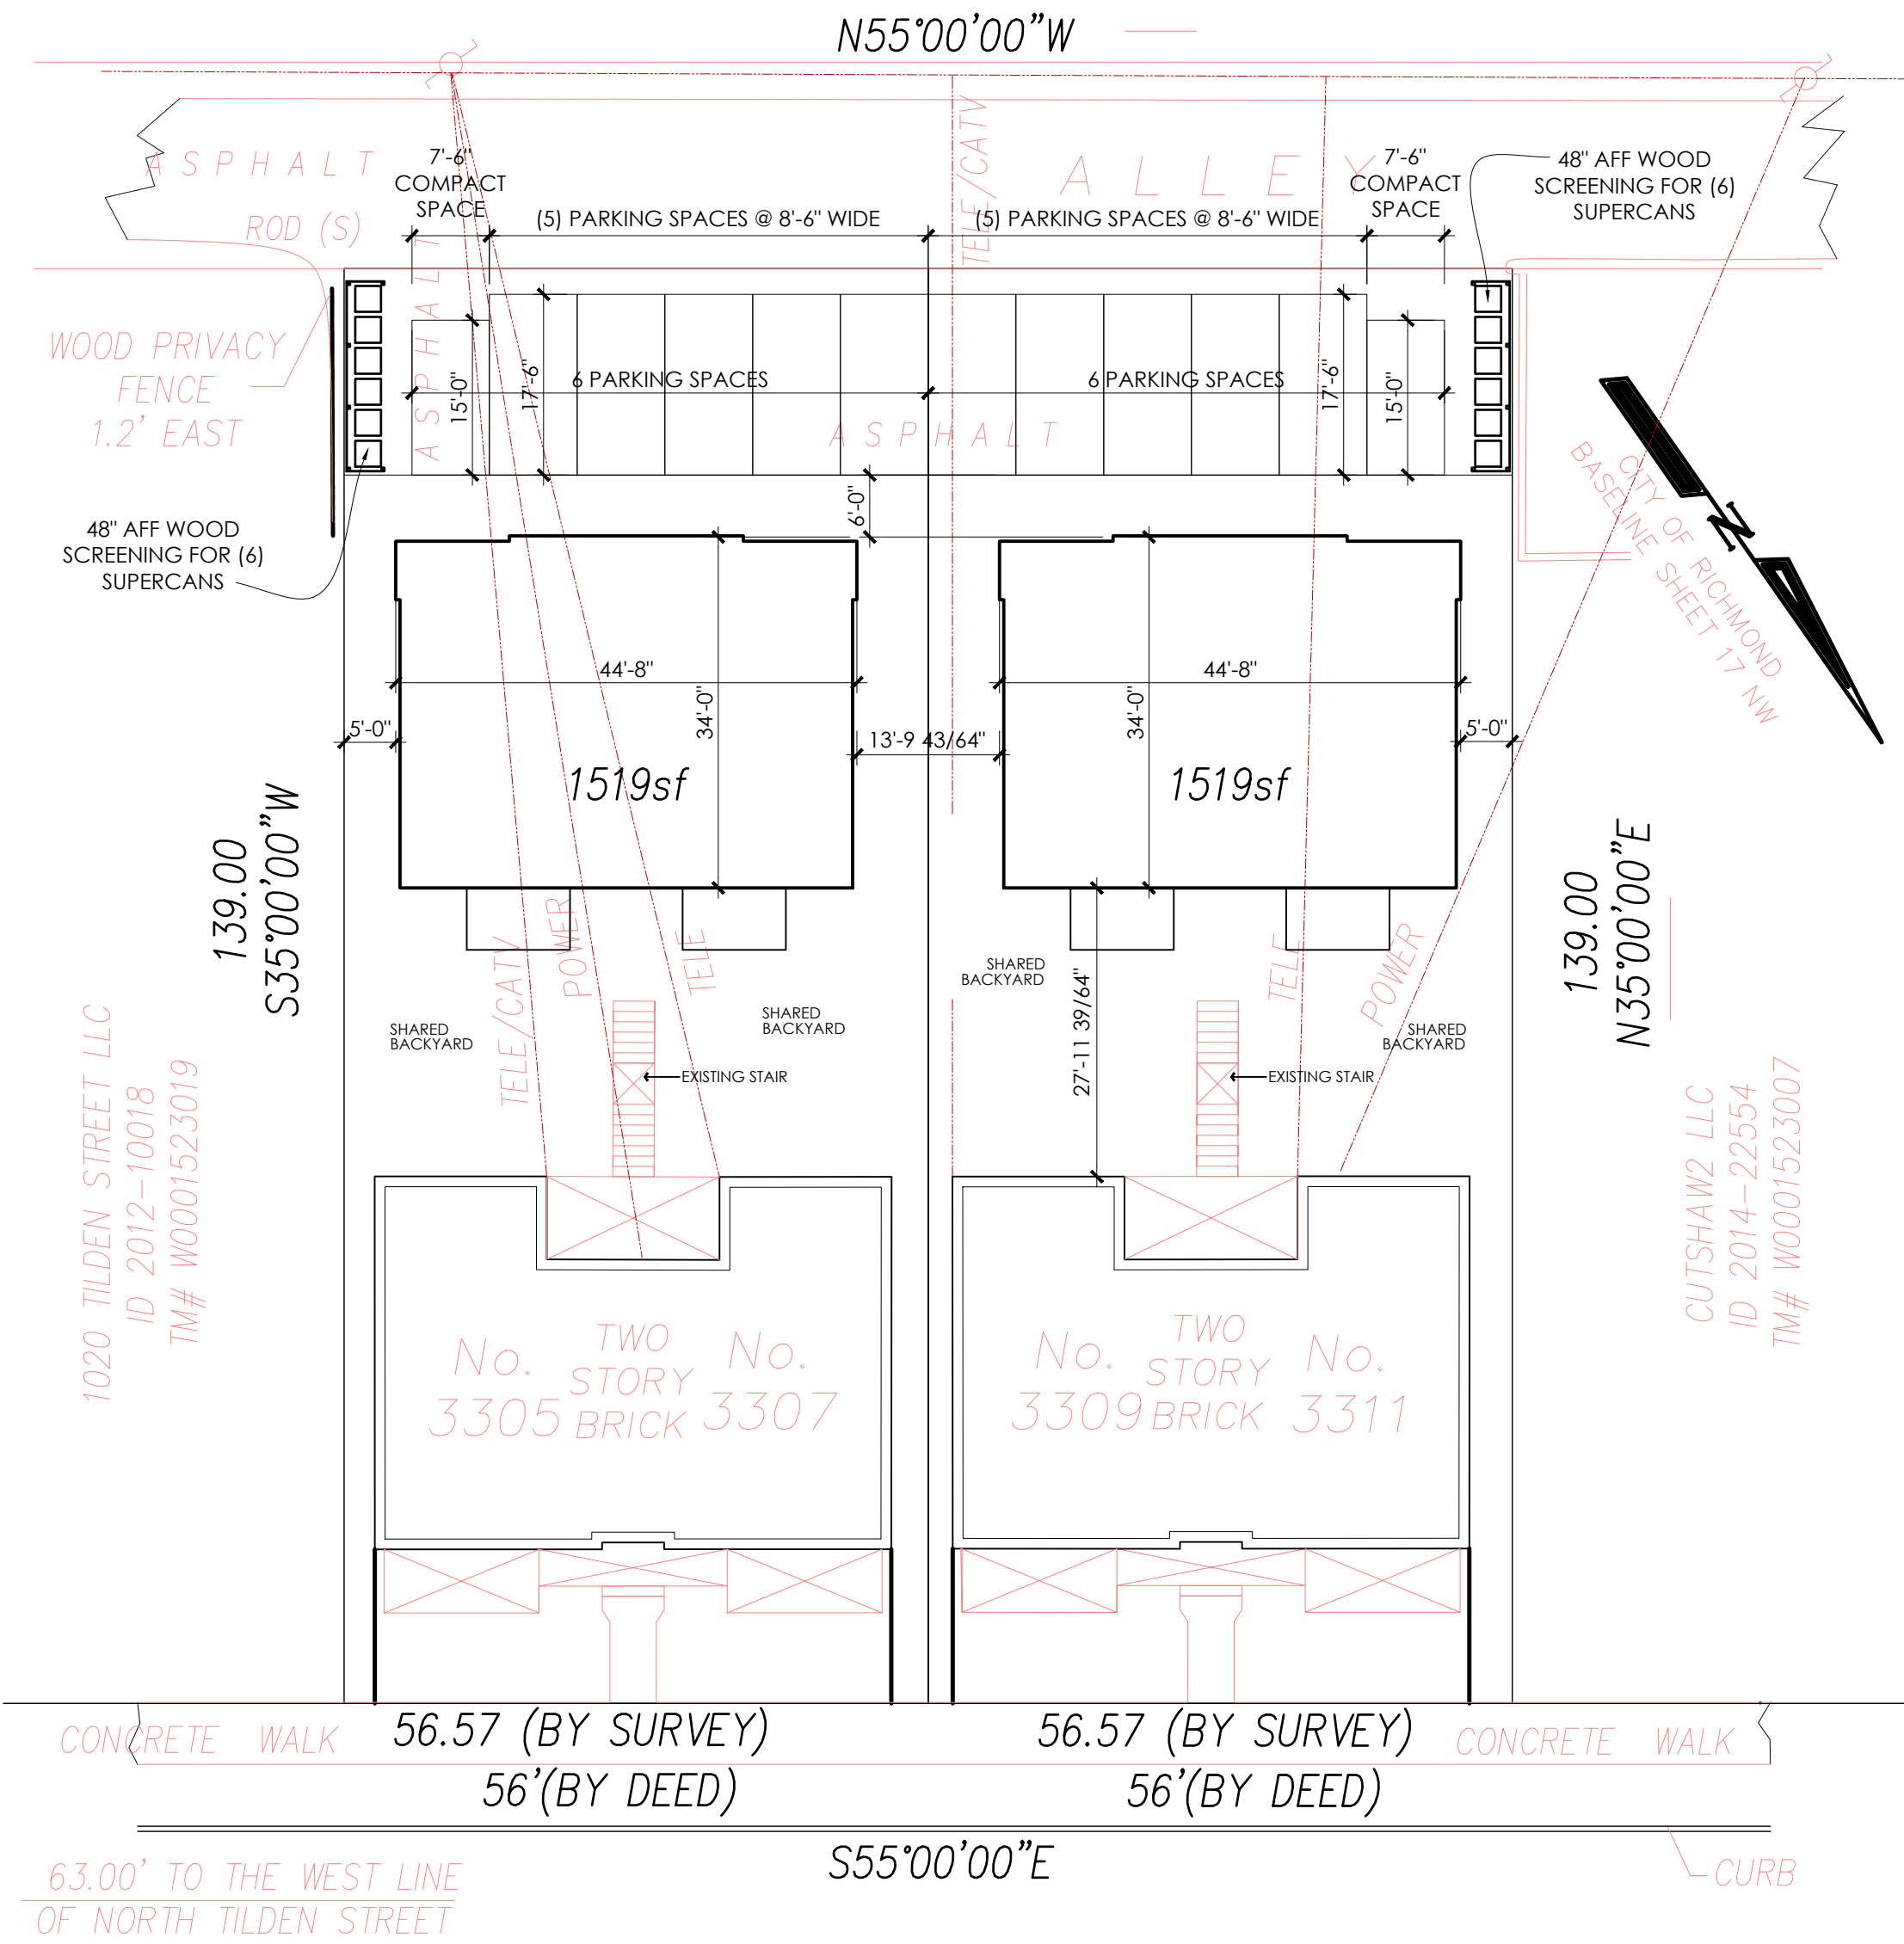 N55°00'00"W
ASPHALT
ROD (S)
ALLEY
TELE/CATV
7'-6"
COMPACT
SPACE
(5) PARKING SPACES @ 8'-6" WIDE
(5) PARKING SPACES @ 8'-6" WIDE
7'-6"
COMPACT
SPACE
48" AFF WOOD
SCREENING FOR (6)
SUPERCANS
WOOD PRIVACY
FENCE
1.2' EAST
ASPHALT
15'-0"
17'-6"
6 PARKING SPACES
6 PARKING SPACES
17'-6"
15'-0"
ASPHALT
6'-0"
48" AFF WOOD
SCREENING FOR (6)
SUPERCANS
CITY OF RICHMOND
BASELINE SHEET 17 NW
N
44'-8"
34'-0"
5'-0"
1519sf
13'-9 43/64"
44'-8"
34'-0"
5'-0"
1519sf
139.00
S35°00'00"W
139.00
N35°00'00"E
TELE/CATV
POWER
TELE
TELE
POWER
SHARED
BACKYARD
SHARED
BACKYARD
SHARED
BACKYARD
SHARED
BACKYARD
27'-11 39/64"
EXISTING STAIR
EXISTING STAIR
1020 TILDEN STREET LLC
ID 2012-10018
TM# W0001523019
CUTSHAW2 LLC
ID 2014-22554
TM# W0001523007
No.
3305
TWO
STORY
BRICK
No.
3307
No.
3309
TWO
STORY
BRICK
No.
3311
CONCRETE WALK
56.57 (BY SURVEY)
56.57 (BY SURVEY)
CONCRETE WALK
56'(BY DEED)
56'(BY DEED)
S55°00'00"E
CURB
63.00' TO THE WEST LINE
OF NORTH TILDEN STREET